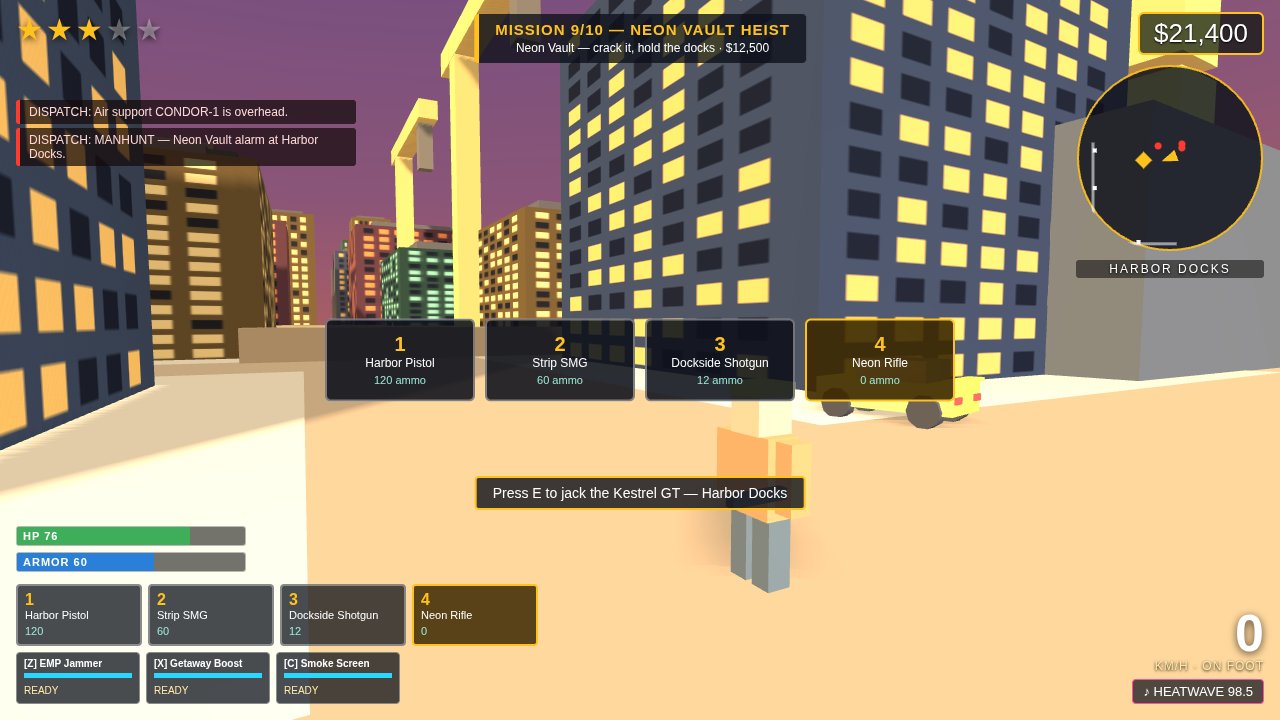 MISSION 9/10 — NEON VAULT HEIST
Neon Vault — crack it, hold the docks · $12,500
$21,400
DISPATCH: Air support CONDOR-1 is overhead.
DISPATCH: MANHUNT — Neon Vault alarm at Harbor
Docks.
HARBOR DOCKS
1
Harbor Pistol
120 ammo
2
Strip SMG
60 ammo
3
Dockside Shotgun
12 ammo
4
Neon Rifle
0 ammo
Press E to jack the Kestrel GT — Harbor Docks
HP 76
ARMOR 60
1
Harbor Pistol
120
2
Strip SMG
60
3
Dockside Shotgun
12
4
Neon Rifle
0
[Z] EMP Jammer
READY
[X] Getaway Boost
READY
[C] Smoke Screen
READY
0
KM/H · ON FOOT
♪ HEATWAVE 98.5